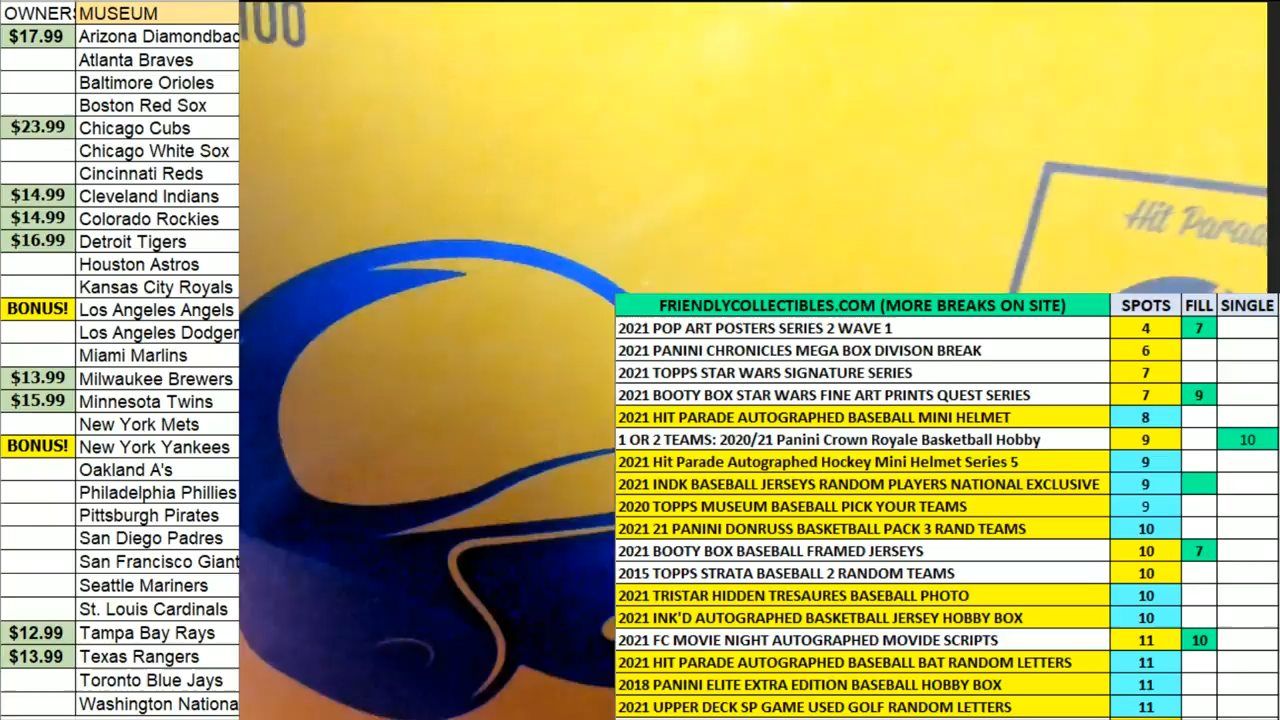 OWNERS MUSEUM
$17.99 Arizona Diamondbac
Atlanta Braves
Baltimore Orioles
Boston Red Sox
$23.99 Chicago Cubs
Chicago White Sox
Cincinnati Reds
$14.99 Cleveland Indians
$14.99 Colorado Rockies
$16.99 Detroit Tigers
Houston Astros
Kansas City Royals
BONUS! Los Angeles Angels
Los Angeles Dodger
Miami Marlins
$13.99 Milwaukee Brewers
$15.99 Minnesota Twins
New York Mets
BONUS! New York Yankees
Oakland A's
Philadelphia Phillies
Pittsburgh Pirates
San Diego Padres
San Francisco Giant
Seattle Mariners
St. Louis Cardinals
$12.99 Tampa Bay Rays
$13.99 Texas Rangers
Toronto Blue Jays
Washington Nationa
Hit Parad
FRIENDLYCOLLECTIBLES.COM (MORE BREAKS ON SITE) SPOTS FILL SINGLE
2021 POP ART POSTERS SERIES 2 WAVE 1 4 7
2021 PANINI CHRONICLES MEGA BOX DIVISON BREAK 6
2021 TOPPS STAR WARS SIGNATURE SERIES 7
2021 BOOTY BOX STAR WARS FINE ART PRINTS QUEST SERIES 7 9
2021 HIT PARADE AUTOGRAPHED BASEBALL MINI HELMET 8
1 OR 2 TEAMS: 2020/21 Panini Crown Royale Basketball Hobby 9 10
2021 Hit Parade Autographed Hockey Mini Helmet Series 5 9
2021 INDK BASEBALL JERSEYS RANDOM PLAYERS NATIONAL EXCLUSIVE 9
2020 TOPPS MUSEUM BASEBALL PICK YOUR TEAMS 9
2021 21 PANINI DONRUSS BASKETBALL PACK 3 RAND TEAMS 10
2021 BOOTY BOX BASEBALL FRAMED JERSEYS 10 7
2015 TOPPS STRATA BASEBALL 2 RANDOM TEAMS 10
2021 TRISTAR HIDDEN TRESAURES BASEBALL PHOTO 10
2021 INK'D AUTOGRAPHED BASKETBALL JERSEY HOBBY BOX 10
2021 FC MOVIE NIGHT AUTOGRAPHED MOVIDE SCRIPTS 11 10
2021 HIT PARADE AUTOGRAPHED BASEBALL BAT RANDOM LETTERS 11
2018 PANINI ELITE EXTRA EDITION BASEBALL HOBBY BOX 11
2021 UPPER DECK SP GAME USED GOLF RANDOM LETTERS 11